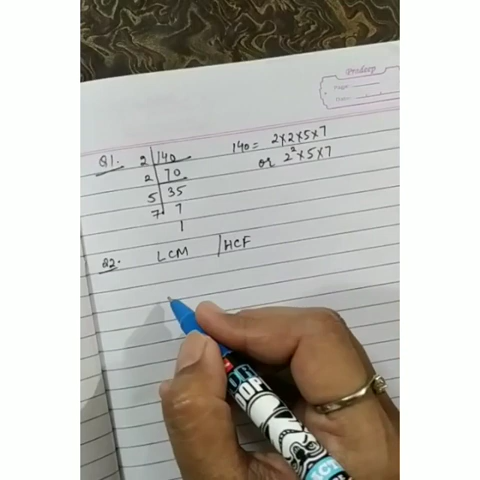 Pradeep
Page:
Date: / /
Q1. 2 | 140
2 | 70
5 | 35
7 | 7
1
140 = 2×2×5×7
or 2²×5×7
Q2. LCM | HCF